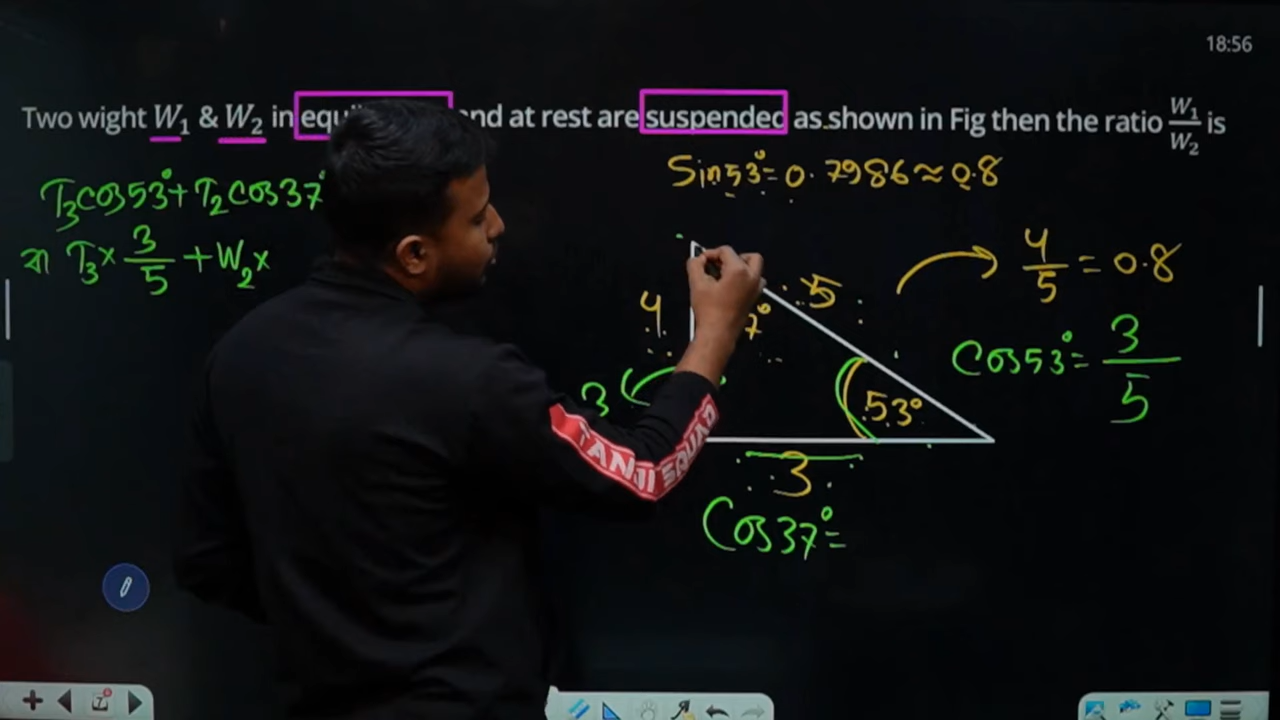 18:56
Two wight W₁ & W₂ in and at rest are suspended as shown in Fig then the ratio W₁/W₂ is
Sin53°= 0.7986 ≈ 0.8
T₃cos53°+ T₂cos37°
বা T₃× 3/5 + W₂×
4
5
4/5 = 0.8
Cos53°= 3/5
3
53°
3
Cos37°=
TANJI SQUAD